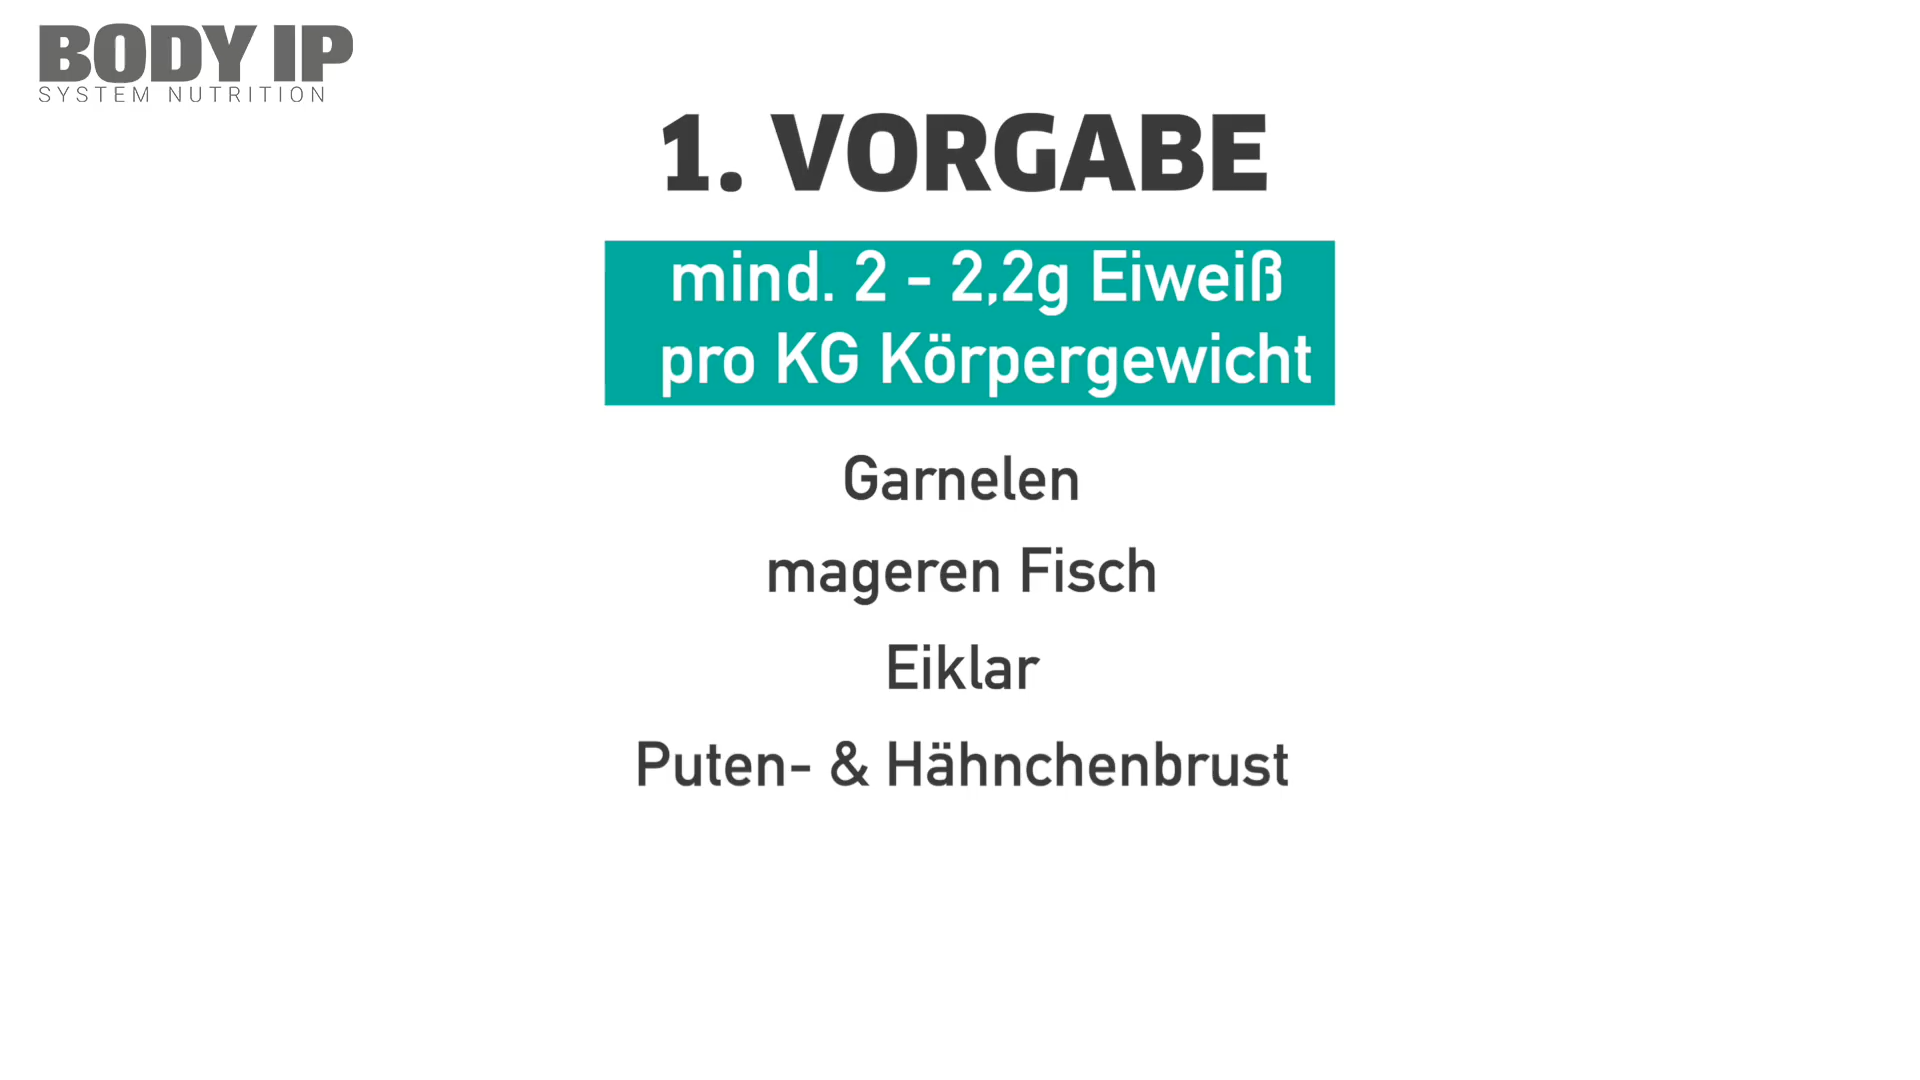 BODY IP
SYSTEM NUTRITION
1. VORGABE
mind. 2 - 2,2g Eiweiß
pro KG Körpergewicht
Garnelen
mageren Fisch
Eiklar
Puten- & Hähnchenbrust